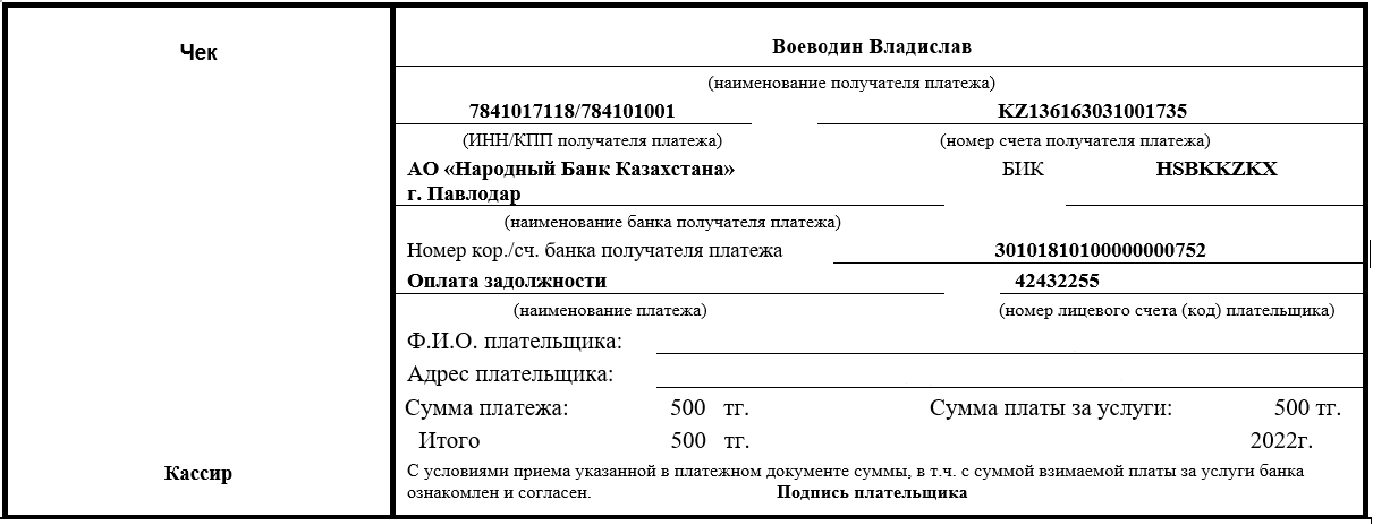 Чек
Воеводин Владислав
(наименование получателя платежа)
7841017118/784101001 KZ136163031001735
(ИНН/КПП получателя платежа) (номер счета получателя платежа)
АО «Народный Банк Казахстана» БИК HSBKKZKX
г. Павлодар
(наименование банка получателя платежа)
Номер кор./сч. банка получателя платежа 30101810100000000752
Оплата задолжности 42432255
(наименование платежа) (номер лицевого счета (код) плательщика)
Ф.И.О. плательщика:
Адрес плательщика:
Сумма платежа: 500 тг. Сумма платы за услуги: 500 тг.
Итого 500 тг. 2022г.
Кассир
С условиями приема указанной в платежном документе суммы, в т.ч. с суммой взимаемой платы за услуги банка
ознакомлен и согласен. Подпись плательщика